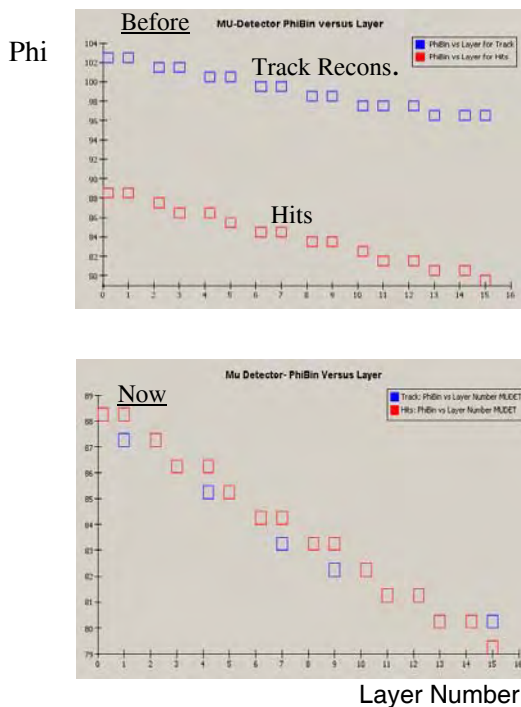 Before
MU-Detector PhiBin versus Layer
Phi
PhiBin vs Layer for Track
PhiBin vs Layer for Hits
Track Recons.
Hits
104
102
100
98
96
94
92
90
88
86
84
82
80
0 1 2 3 4 5 6 7 8 9 10 11 12 13 14 15 16
Mu Detector- PhiBin Versus Layer
Now
Track: PhiBin vs Layer Number MUDET
Hits: PhiBin vs Layer Number MUDET
89
88
87
86
85
84
83
82
81
80
79
0 1 2 3 4 5 6 7 8 9 10 11 12 13 14 15 16
Layer Number